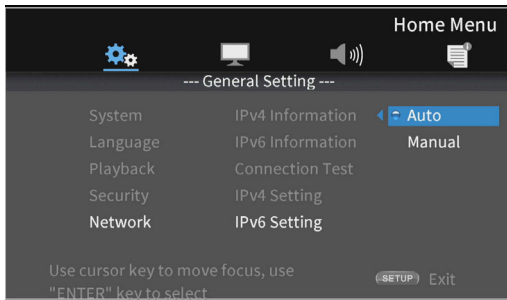 Home Menu
--- General Setting ---
System IPv4 Information Auto
Language IPv6 Information Manual
Playback Connection Test
Security IPv4 Setting
Network IPv6 Setting
Use cursor key to move focus, use SETUP Exit
"ENTER" key to select